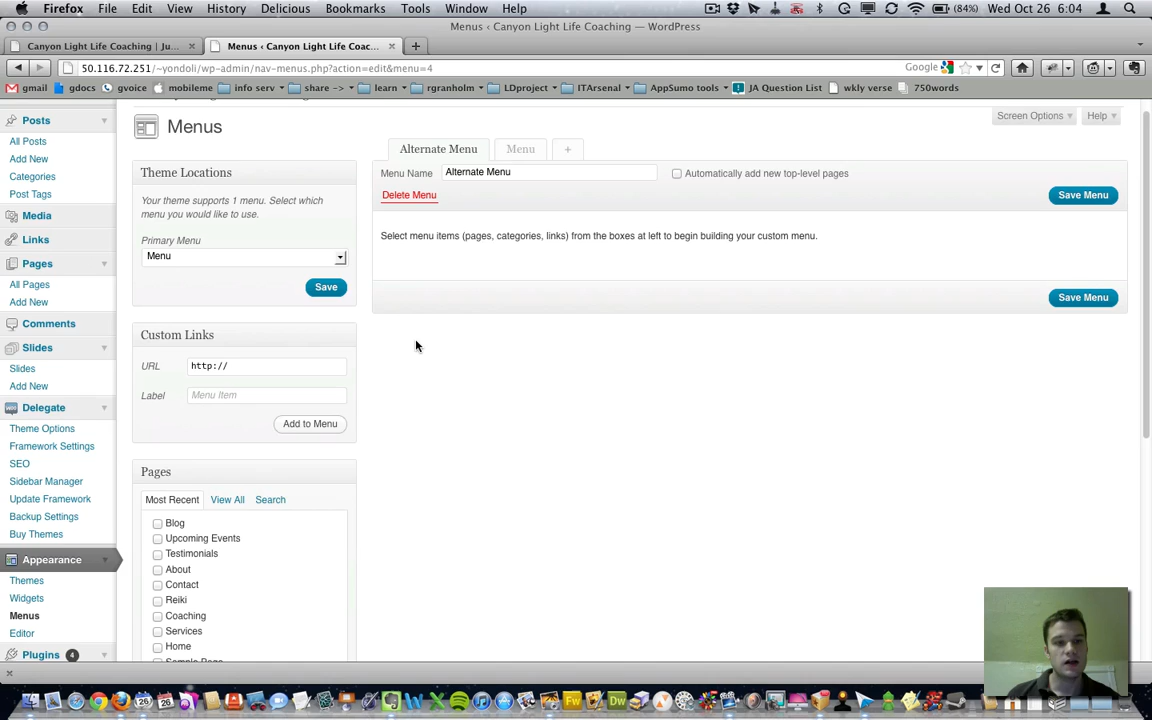 Firefox File Edit View History Delicious Bookmarks Tools Window Help (84%) Wed Oct 26 6:04
Menus ‹ Canyon Light Life Coaching — WordPress
Canyon Light Life Coaching | Ju... Menus ‹ Canyon Light Life Coac...
50.116.72.251/~yondoli/wp-admin/nav-menus.php?action=edit&menu=4 Google
gmail gdocs gvoice mobileme info serv learn share -> rgranholm LDproject ITArsenal AppSumo tools JA Question List wkly verse 750words
Screen Options Help
Posts
All Posts
Add New
Categories
Post Tags
Media
Links
Pages
All Pages
Add New
Comments
Slides
Slides
Add New
Delegate
Theme Options
Framework Settings
SEO
Sidebar Manager
Update Framework
Backup Settings
Buy Themes
Appearance
Themes
Widgets
Menus
Editor
Plugins 4
Menus
Theme Locations
Your theme supports 1 menu. Select which
menu you would like to use.
Primary Menu
Menu
Save
Custom Links
URL http://
Label Menu Item
Add to Menu
Pages
Most Recent View All Search
Blog
Upcoming Events
Testimonials
About
Contact
Reiki
Coaching
Services
Home
Sample Page
Alternate Menu Menu +
Menu Name Alternate Menu Automatically add new top-level pages
Delete Menu Save Menu
Select menu items (pages, categories, links) from the boxes at left to begin building your custom menu.
Save Menu